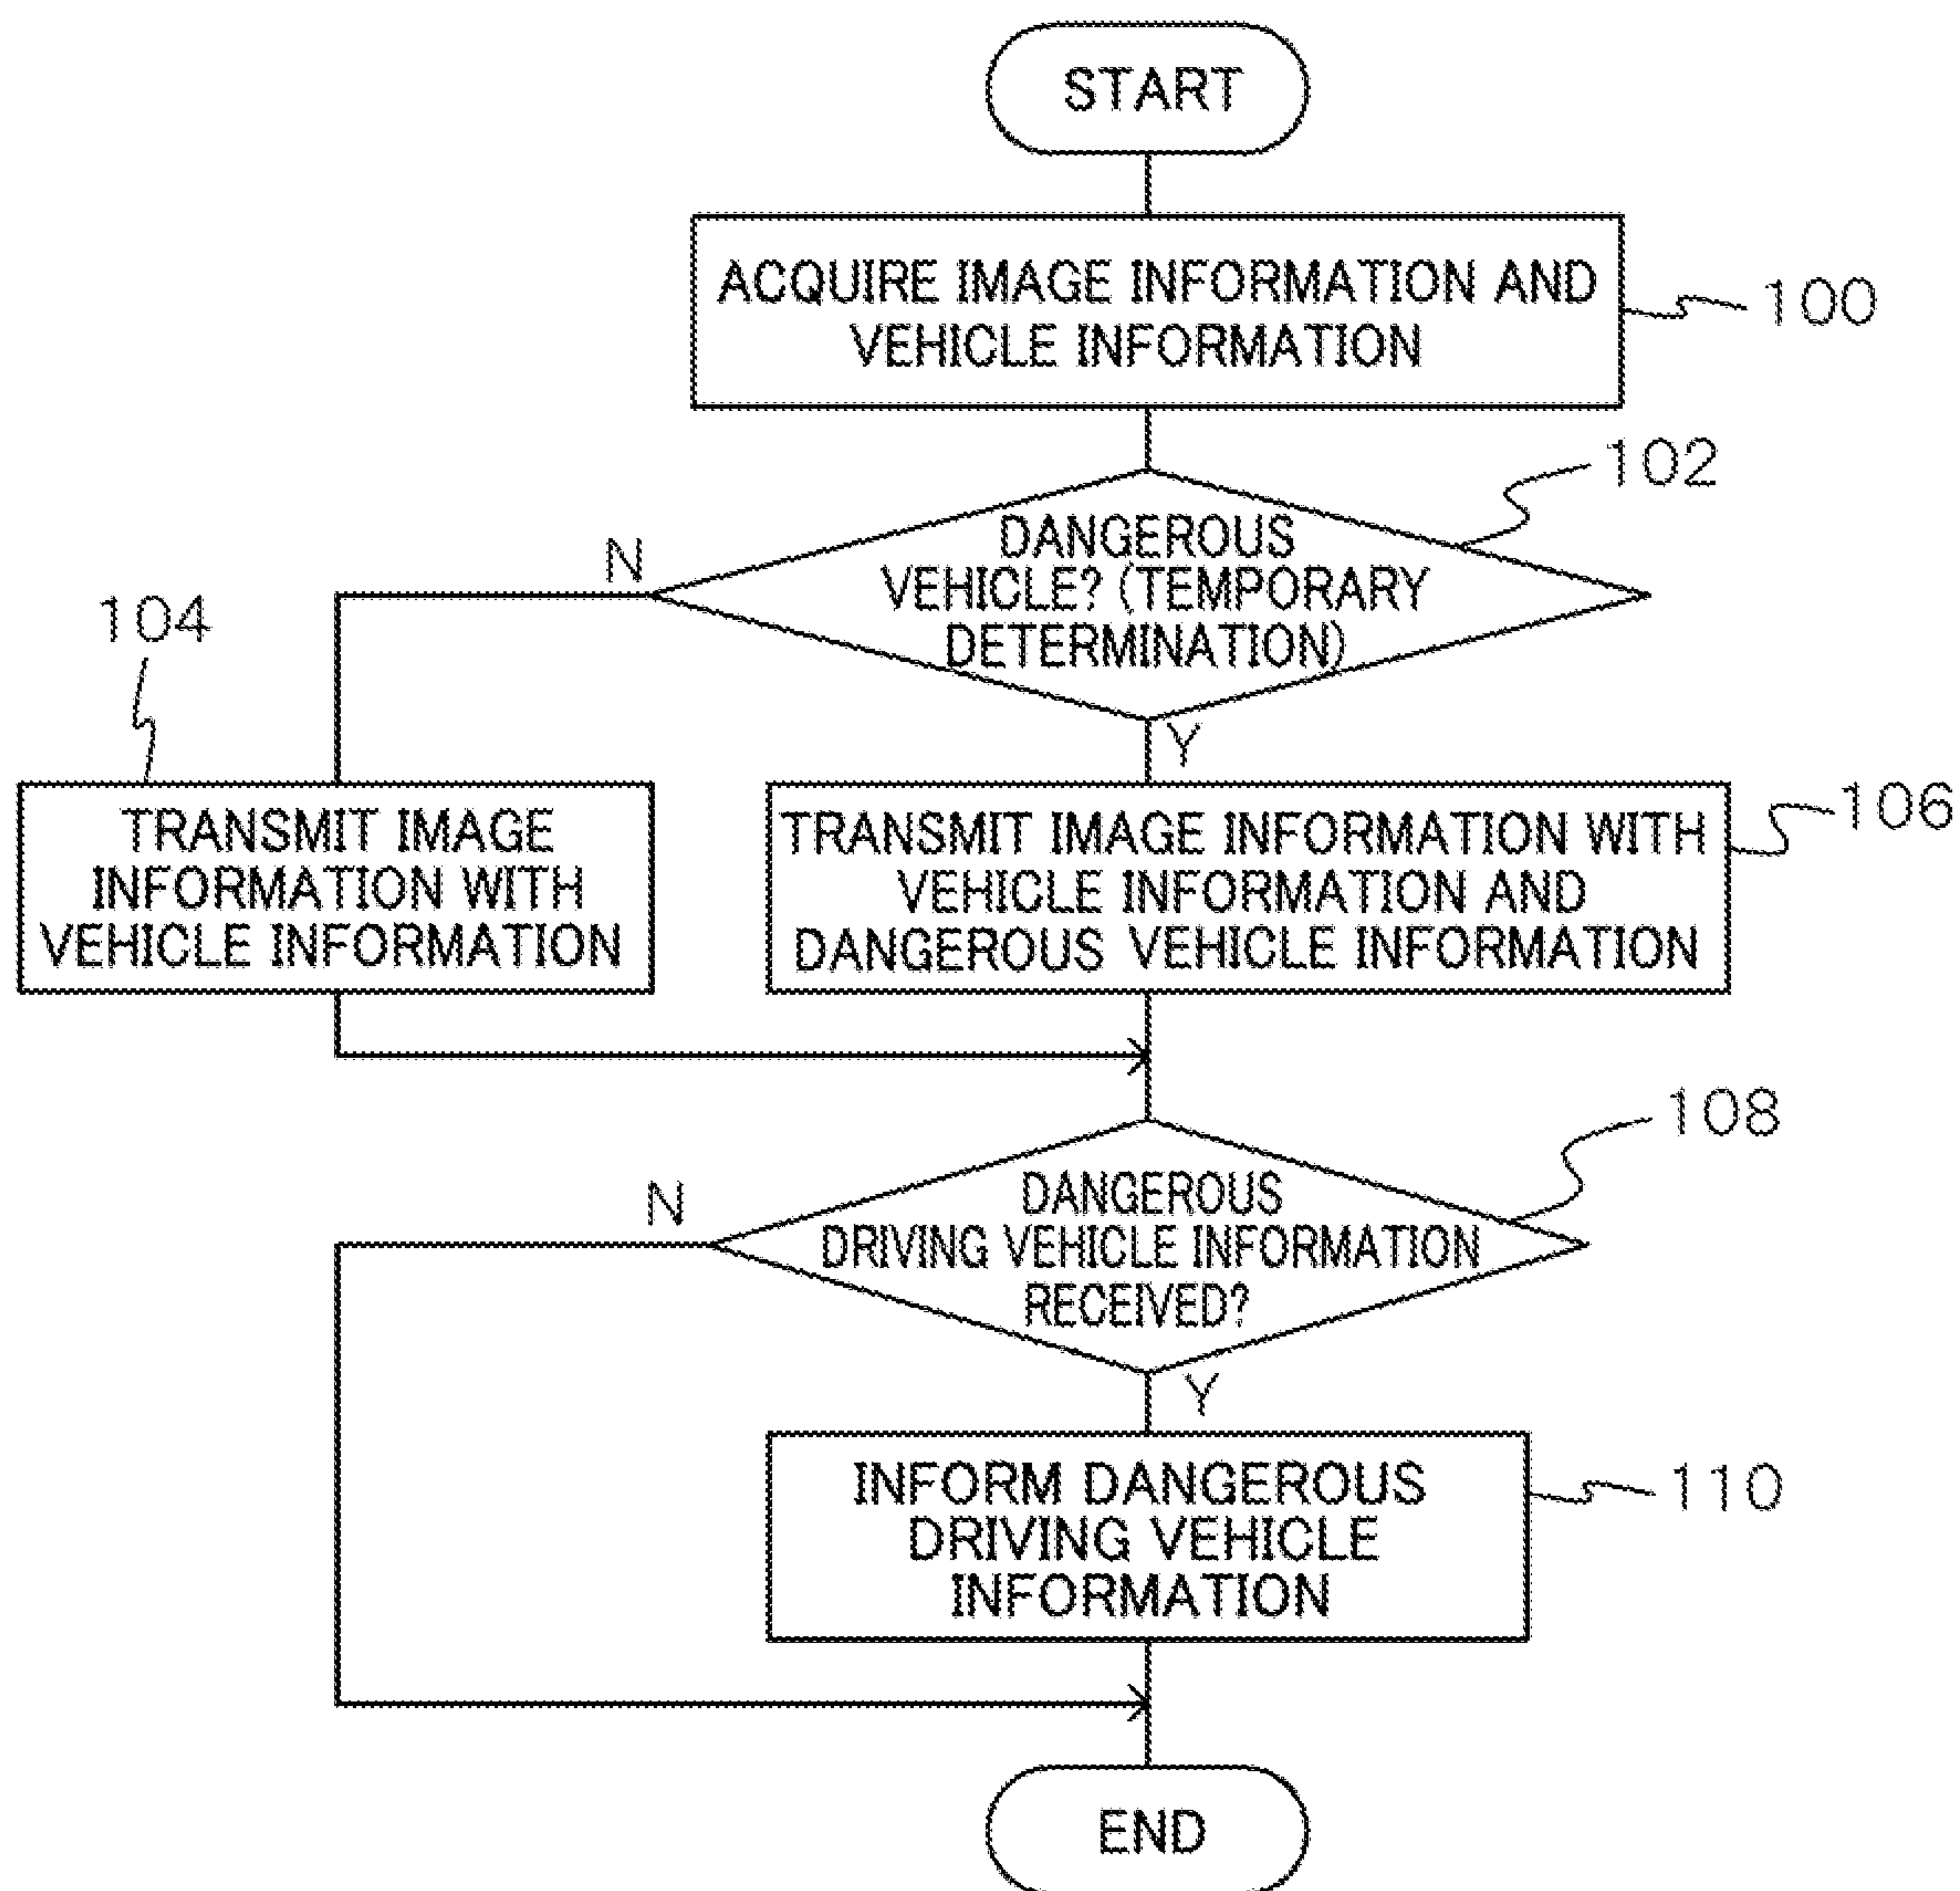 START
ACQUIRE IMAGE INFORMATION AND
VEHICLE INFORMATION
100
102
DANGEROUS
VEHICLE? (TEMPORARY
DETERMINATION)
N
Y
104
TRANSMIT IMAGE
INFORMATION WITH
VEHICLE INFORMATION
TRANSMIT IMAGE INFORMATION WITH
VEHICLE INFORMATION AND
DANGEROUS VEHICLE INFORMATION
106
108
DANGEROUS
DRIVING VEHICLE INFORMATION
RECEIVED?
N
Y
INFORM DANGEROUS
DRIVING VEHICLE
INFORMATION
110
END